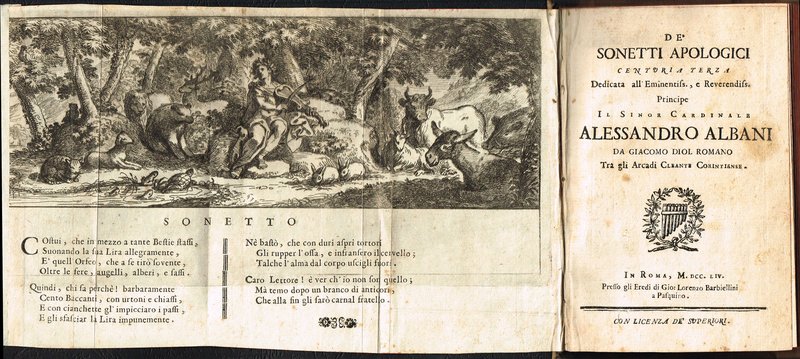 SONETTO
Costui, che in mezzo a tante Bestie stassi,
Suonando la sua Lira allegramente,
E' quell'Orfeo, che a se tirò sovente,
Oltre le fere, augelli, alberi, e sassi.
Quindi, chi sa perchè! barbaramente
Cento Baccanti, con urtoni e chiassi,
E con cianchette gl'impicciaro i passi,
E gli sfasciar la Lira impunemente.
Nè bastò, che con duri aspri tortori
Gli rupper l'ossa, e infransero il cervello;
Talche l'alma dal corpo uscigli fuori.
Caro Lettore! è ver ch'io non son quello;
Mà temo dopo un branco di anticori,
Che alla fin gli sarò carnal fratello.
DE'
SONETTI APOLOGICI
CENTURIA TERZA
Dedicata all'Eminentiss., e Reverendiss.
Principe
IL SINOR CARDINALE
ALESSANDRO ALBANI
DA GIACOMO DIOL ROMANO
Tra gli Arcadi CLEANTE CORINTIENSE.
IN ROMA, M.DCC.LIV.
Presso gli Eredi di Gio: Lorenzo Barbiellini
a Pasquino.
CON LICENZA DE' SUPERIORI.